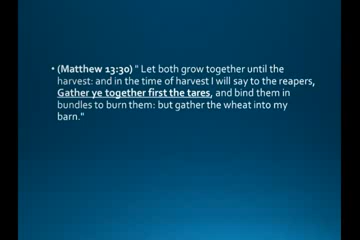 • (Matthew 13:30) " Let both grow together until the
harvest: and in the time of harvest I will say to the reapers,
Gather ye together first the tares, and bind them in
bundles to burn them: but gather the wheat into my
barn."